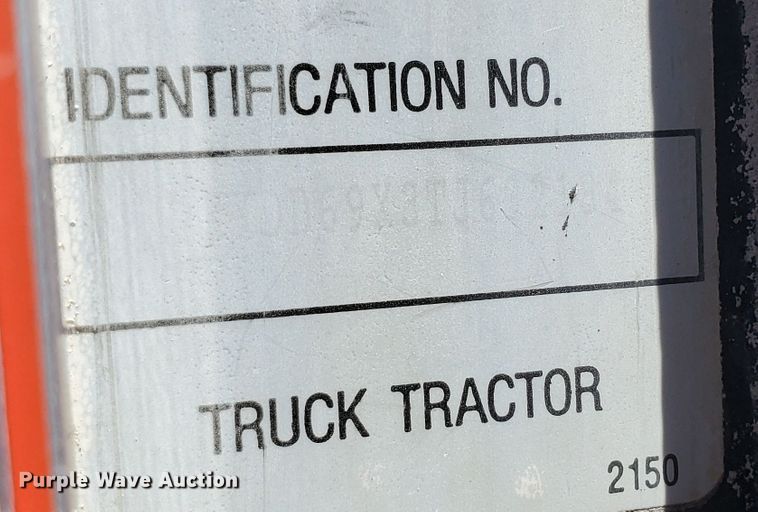 IDENTIFICATION NO.
TRUCK TRACTOR
2150
Purple Wave Auction